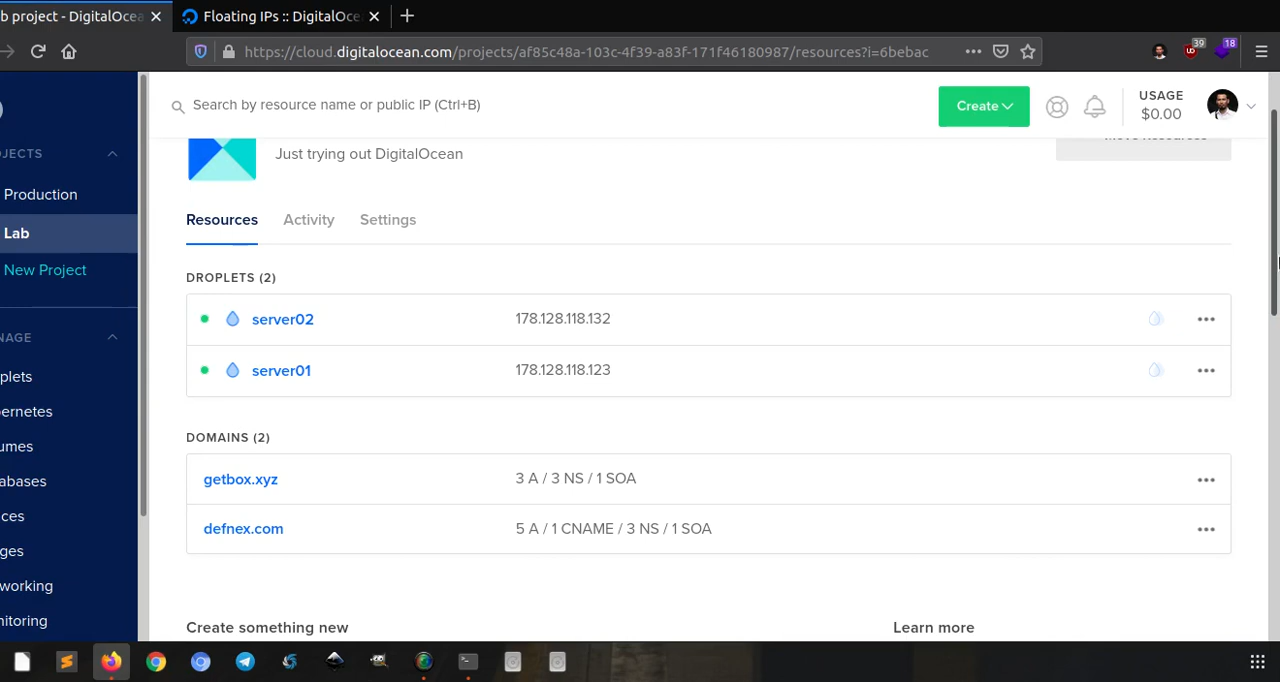 b project - DigitalOcea
Floating IPs :: DigitalOce
https://cloud.digitalocean.com/projects/af85c48a-103c-4f39-a83f-171f46180987/resources?i=6bebac
39
18
Search by resource name or public IP (Ctrl+B)
Create
USAGE
$0.00
OJECTS
Just trying out DigitalOcean
Move Resources
Production
Lab
New Project
Resources Activity Settings
DROPLETS (2)
server02 178.128.118.132
server01 178.128.118.123
NAGE
plets
ernetes
umes
abases
ces
ges
working
nitoring
DOMAINS (2)
getbox.xyz 3 A / 3 NS / 1 SOA
defnex.com 5 A / 1 CNAME / 3 NS / 1 SOA
Create something new
Learn more